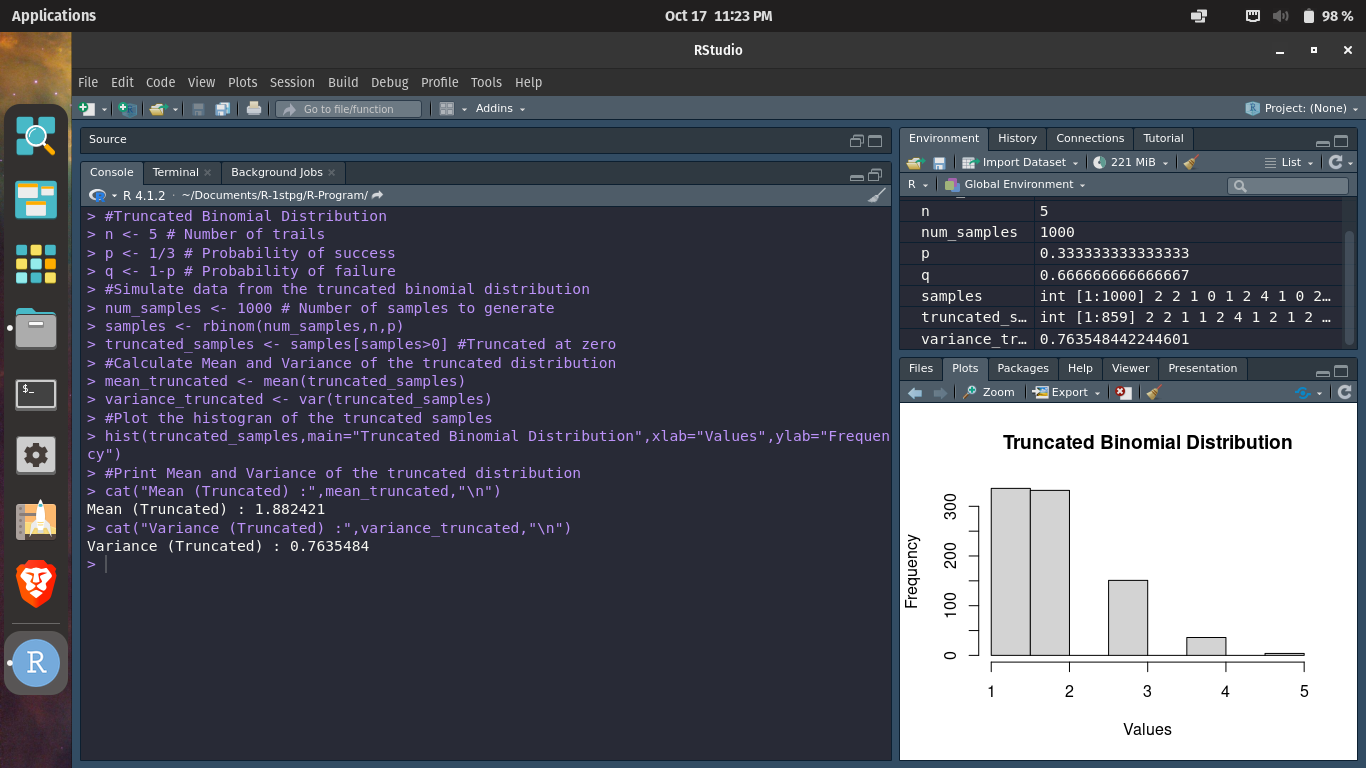 Applications
Oct 17 11:23 PM
98 %
RStudio
File Edit Code View Plots Session Build Debug Profile Tools Help
Go to file/function
Addins
Project: (None)
Source
Console Terminal Background Jobs
R 4.1.2 · ~/Documents/R-1stpg/R-Program/
> #Truncated Binomial Distribution
> n <- 5 # Number of trails
> p <- 1/3 # Probability of success
> q <- 1-p # Probability of failure
> #Simulate data from the truncated binomial distribution
> num_samples <- 1000 # Number of samples to generate
> samples <- rbinom(num_samples,n,p)
> truncated_samples <- samples[samples>0] #Truncated at zero
> #Calculate Mean and Variance of the truncated distribution
> mean_truncated <- mean(truncated_samples)
> variance_truncated <- var(truncated_samples)
> #Plot the histogran of the truncated samples
> hist(truncated_samples,main="Truncated Binomial Distribution",xlab="Values",ylab="Frequen
cy")
> #Print Mean and Variance of the truncated distribution
> cat("Mean (Truncated) :",mean_truncated,"\n")
Mean (Truncated) : 1.882421
> cat("Variance (Truncated) :",variance_truncated,"\n")
Variance (Truncated) : 0.7635484
>
Environment History Connections Tutorial
Import Dataset 221 MiB List
R Global Environment
n 5
num_samples 1000
p 0.333333333333333
q 0.666666666666667
samples int [1:1000] 2 2 1 0 1 2 4 1 0 2…
truncated_s… int [1:859] 2 2 1 1 2 4 1 2 1 2 …
variance_tr… 0.763548442244601
Files Plots Packages Help Viewer Presentation
Zoom Export
Truncated Binomial Distribution
Frequency
300
200
100
0
1 2 3 4 5
Values
$_
R